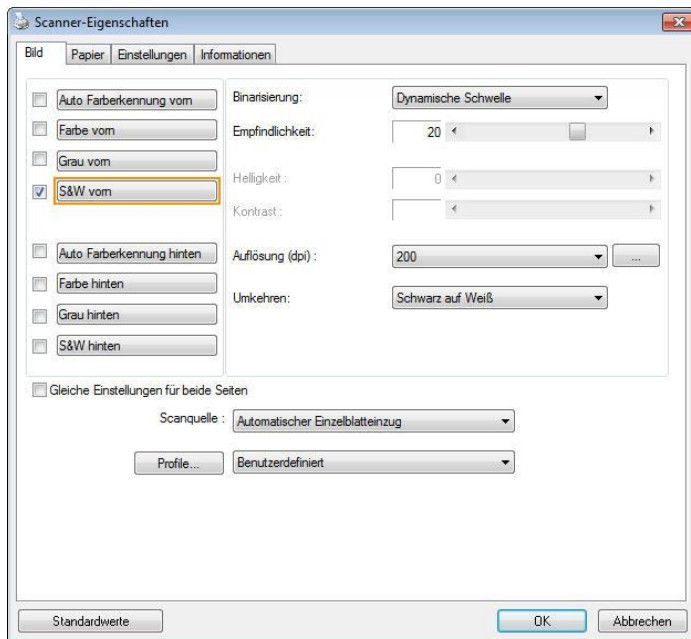 Scanner-Eigenschaften
Bild Papier Einstellungen Informationen
Auto Farberkennung vorn
Farbe vorn
Grau vorn
S&W vorn
Auto Farberkennung hinten
Farbe hinten
Grau hinten
S&W hinten
Binarisierung: Dynamische Schwelle
Empfindlichkeit: 20
Helligkeit : 0
Kontrast :
Auflösung (dpi) : 200 ...
Umkehren: Schwarz auf Weiß
Gleiche Einstellungen für beide Seiten
Scanquelle : Automatischer Einzelblatteinzug
Profile... Benutzerdefiniert
Standardwerte OK Abbrechen